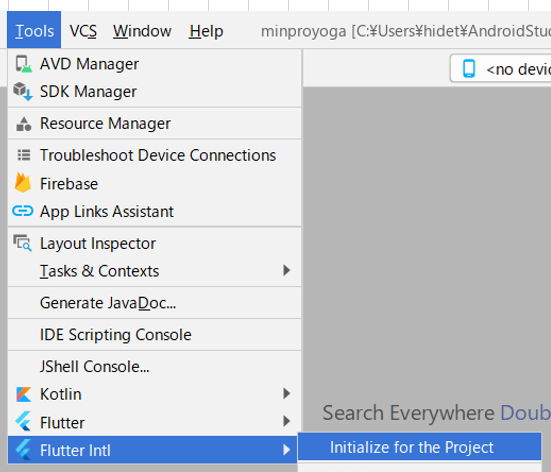 Tools VCS Window Help minproyoga [C:¥Users¥hidet¥AndroidStu
AVD Manager <no devic
SDK Manager
Resource Manager
Troubleshoot Device Connections
Firebase
App Links Assistant
Layout Inspector
Tasks & Contexts
Generate JavaDoc...
IDE Scripting Console
JShell Console...
Kotlin
Flutter
Search Everywhere Doub
Flutter Intl
Initialize for the Project